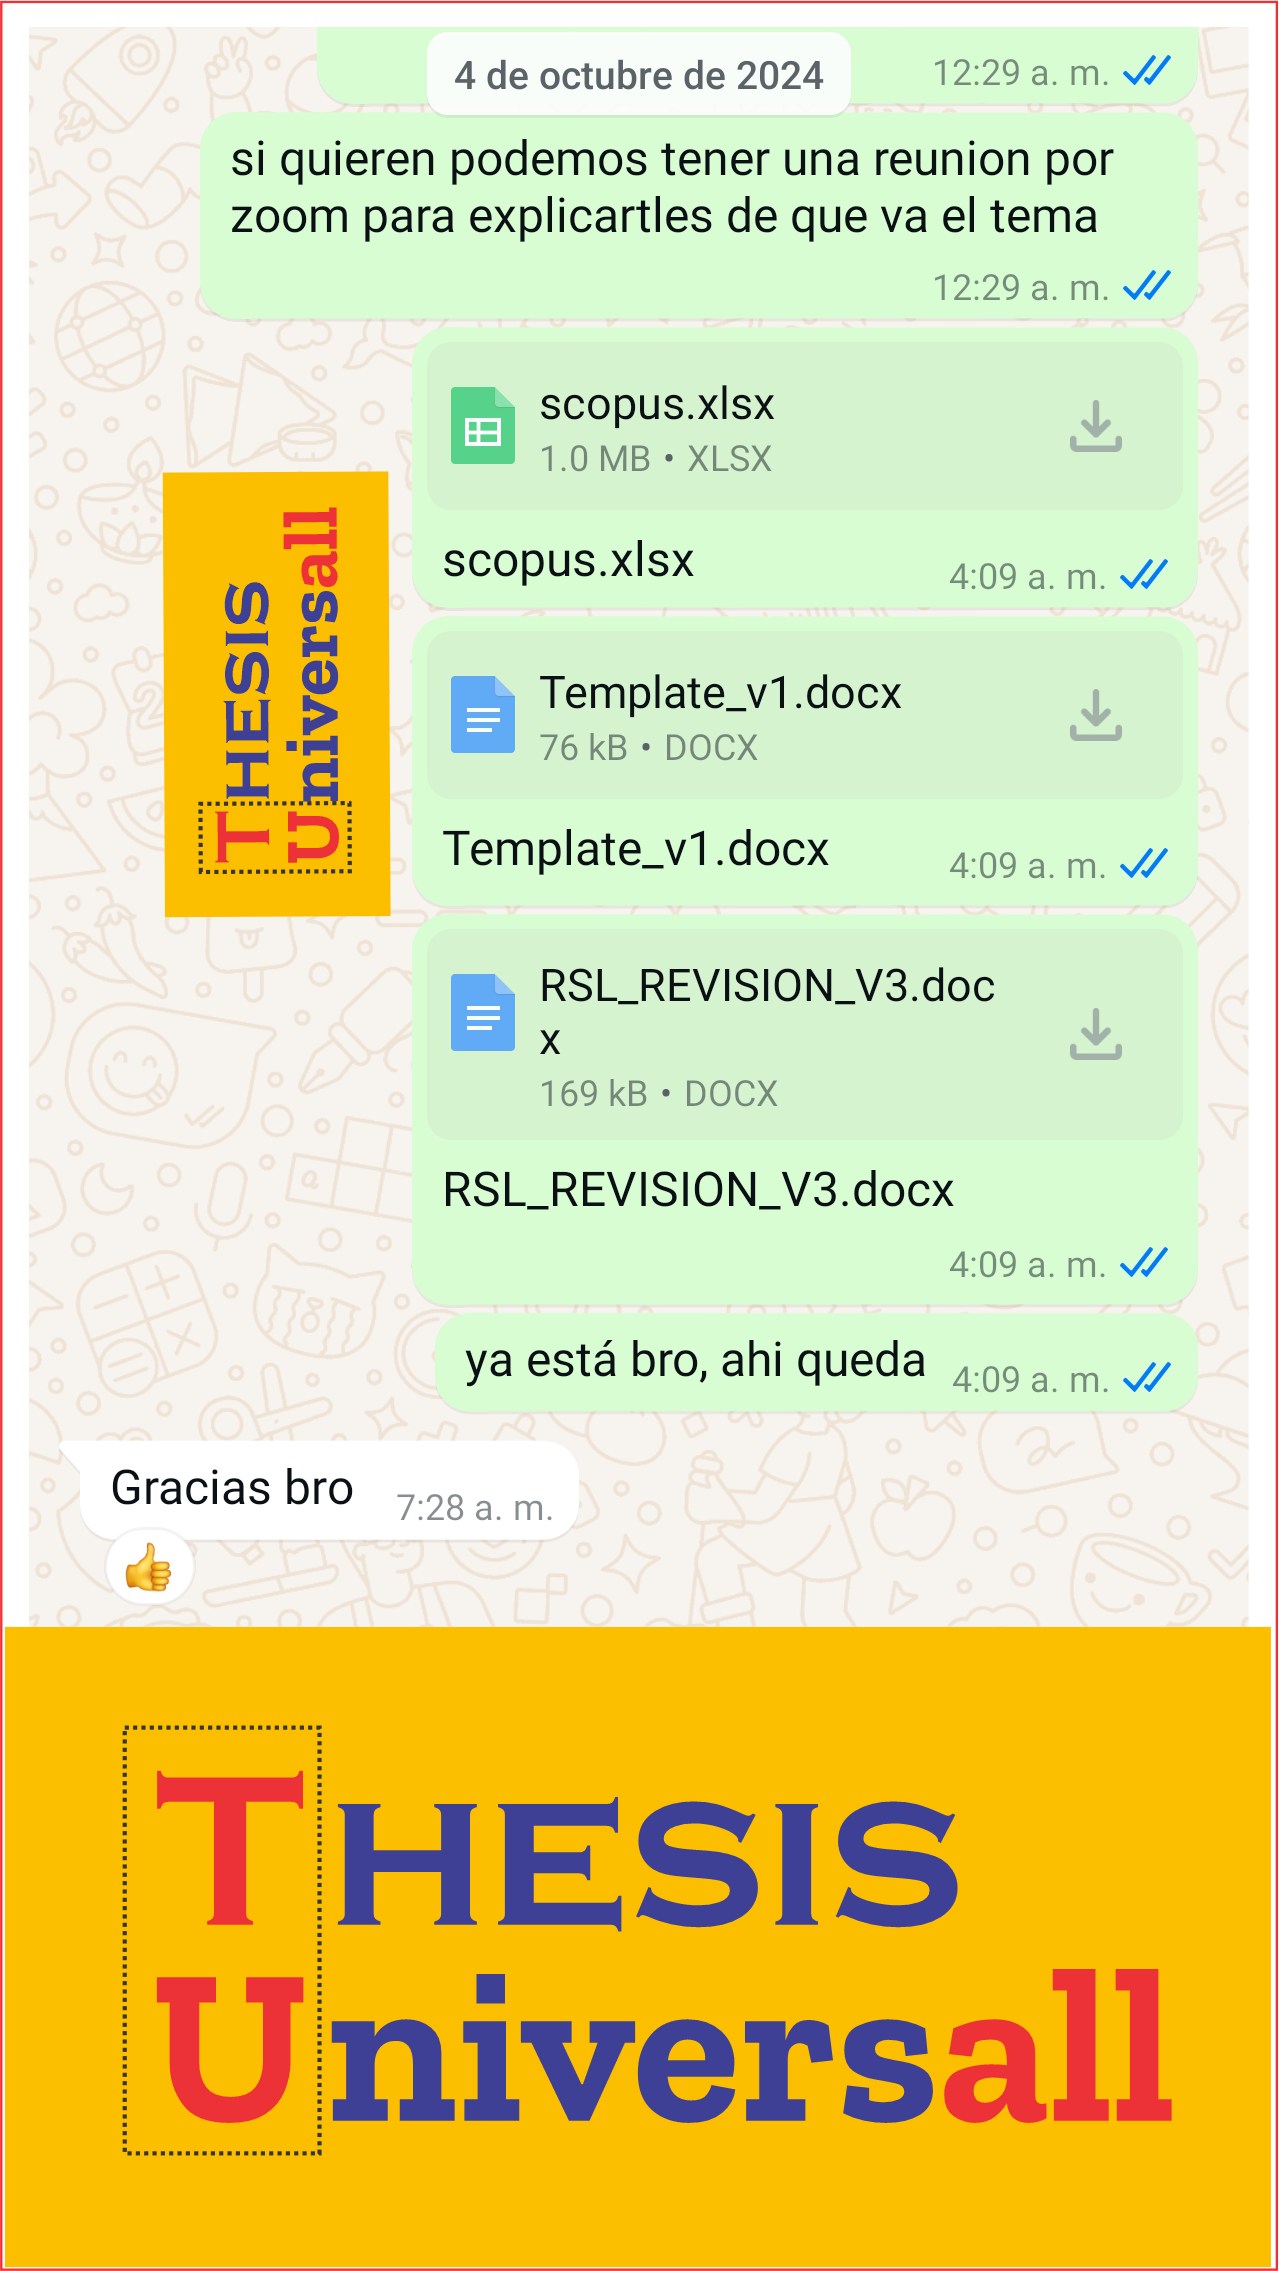 4 de octubre de 2024
12:29 a. m.
si quieren podemos tener una reunion por
zoom para explicartles de que va el tema
12:29 a. m.
scopus.xlsx
1.0 MB • XLSX
scopus.xlsx
4:09 a. m.
THESIS
Universall
Template_v1.docx
76 kB • DOCX
Template_v1.docx
4:09 a. m.
RSL_REVISION_V3.doc
x
169 kB • DOCX
RSL_REVISION_V3.docx
4:09 a. m.
ya está bro, ahi queda
4:09 a. m.
Gracias bro
7:28 a. m.
THESIS
Universall